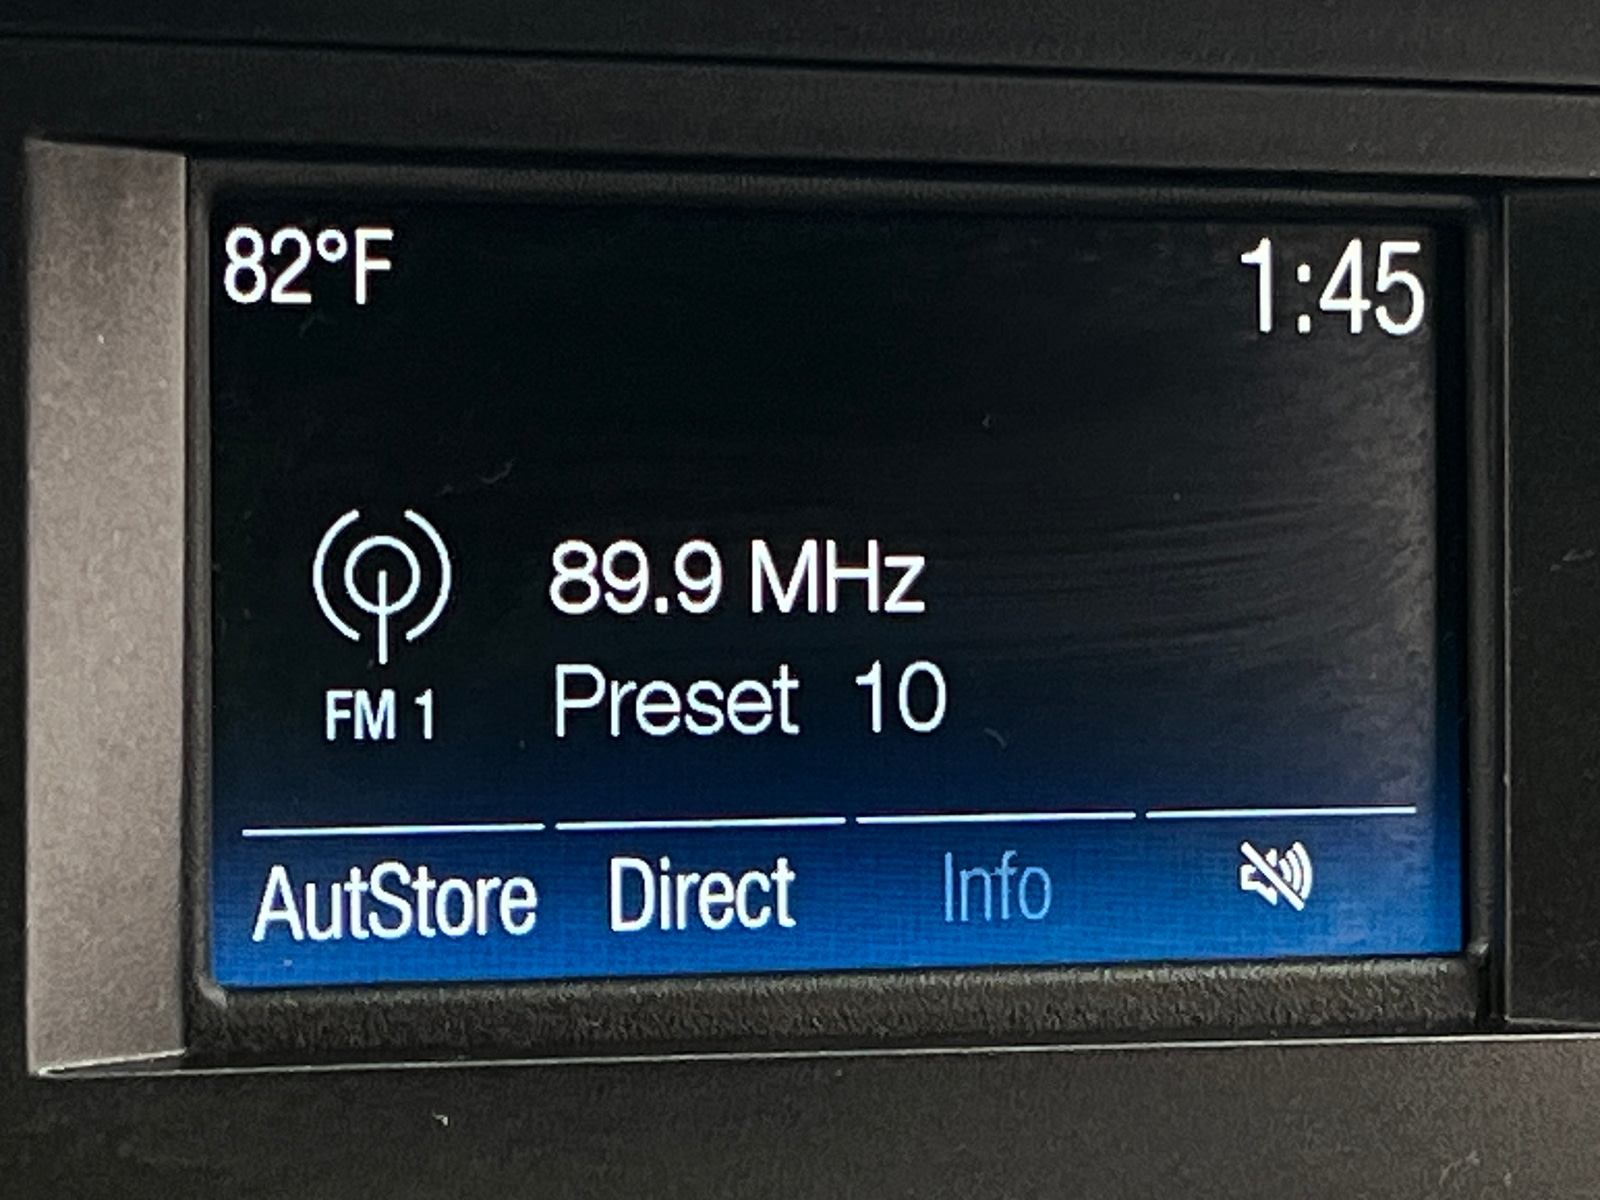 82°F 1:45
89.9 MHz
FM 1 Preset 10
AutStore Direct Info